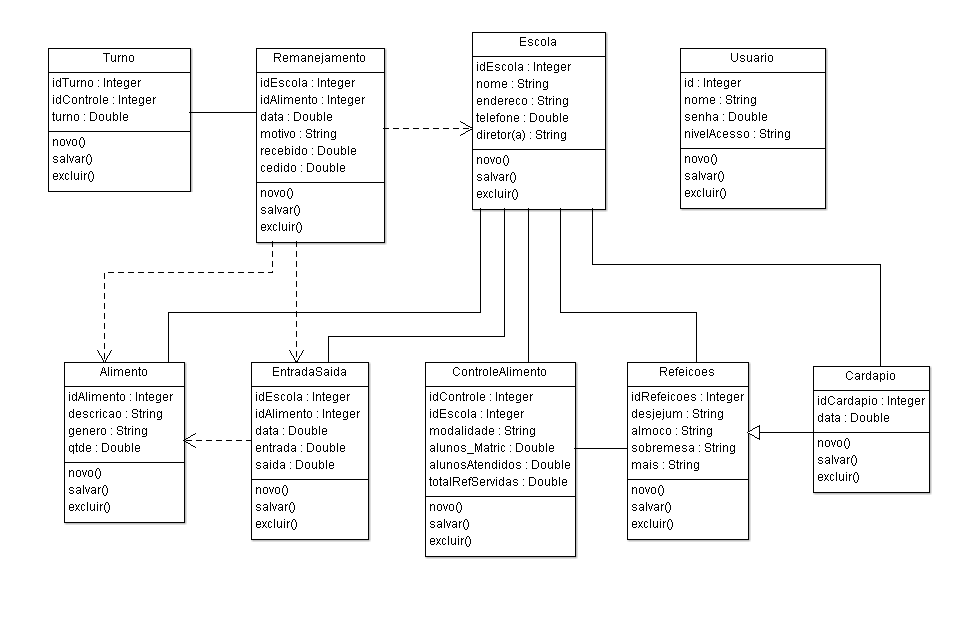 Turno
idTurno : Integer
idControle : Integer
turno : Double
novo()
salvar()
excluir()
Remanejamento
idEscola : Integer
idAlimento : Integer
data : Double
motivo : String
recebido : Double
cedido : Double
novo()
salvar()
excluir()
Escola
idEscola : Integer
nome : String
endereco : String
telefone : Double
diretor(a) : String
novo()
salvar()
excluir()
Usuario
id : Integer
nome : String
senha : Double
nivelAcesso : String
novo()
salvar()
excluir()
Alimento
idAlimento : Integer
descricao : String
genero : String
qtde : Double
novo()
salvar()
excluir()
EntradaSaida
idEscola : Integer
idAlimento : Integer
data : Double
entrada : Double
saida : Double
novo()
salvar()
excluir()
ControleAlimento
idControle : Integer
idEscola : Integer
modalidade : String
alunos_Matric : Double
alunosAtendidos : Double
totalRefServidas : Double
novo()
salvar()
excluir()
Refeicoes
idRefeicoes : Integer
desjejum : String
almoco : String
sobremesa : String
mais : String
novo()
salvar()
excluir()
Cardapio
idCardapio : Integer
data : Double
novo()
salvar()
excluir()